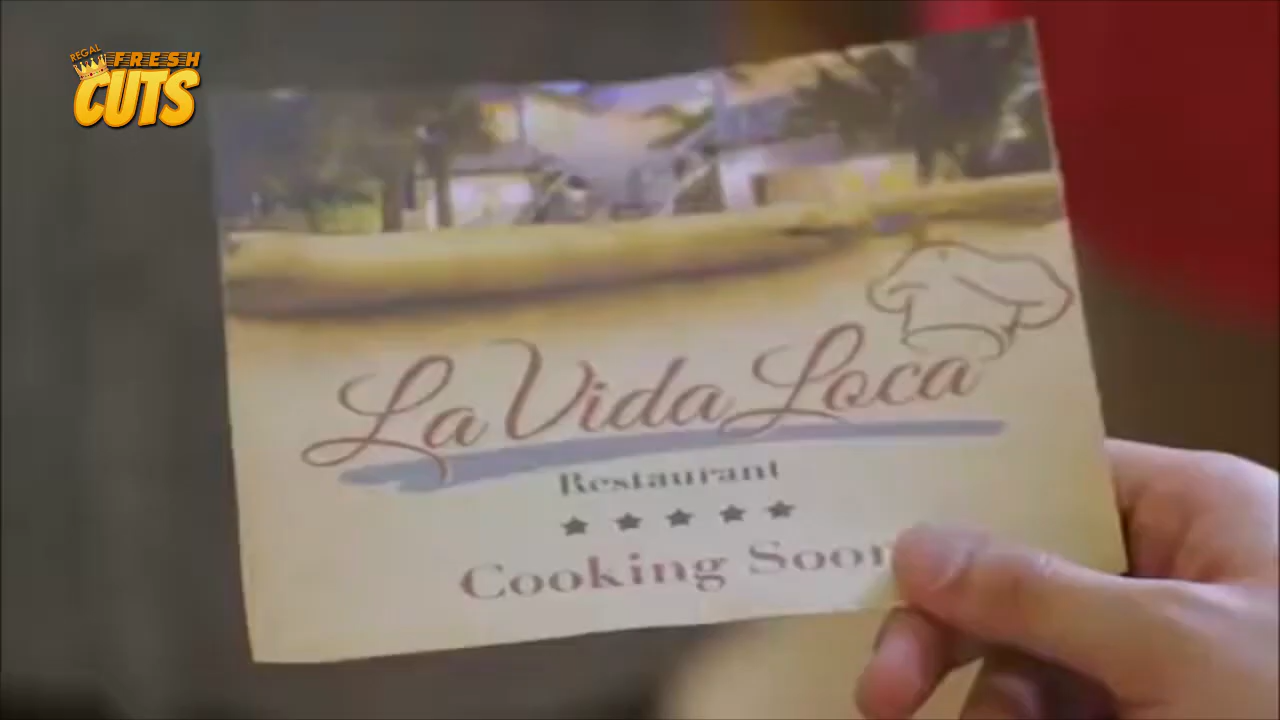 REGAL
FRESH
CUTS
La Vida Loca
Restaurant
Cooking Soon